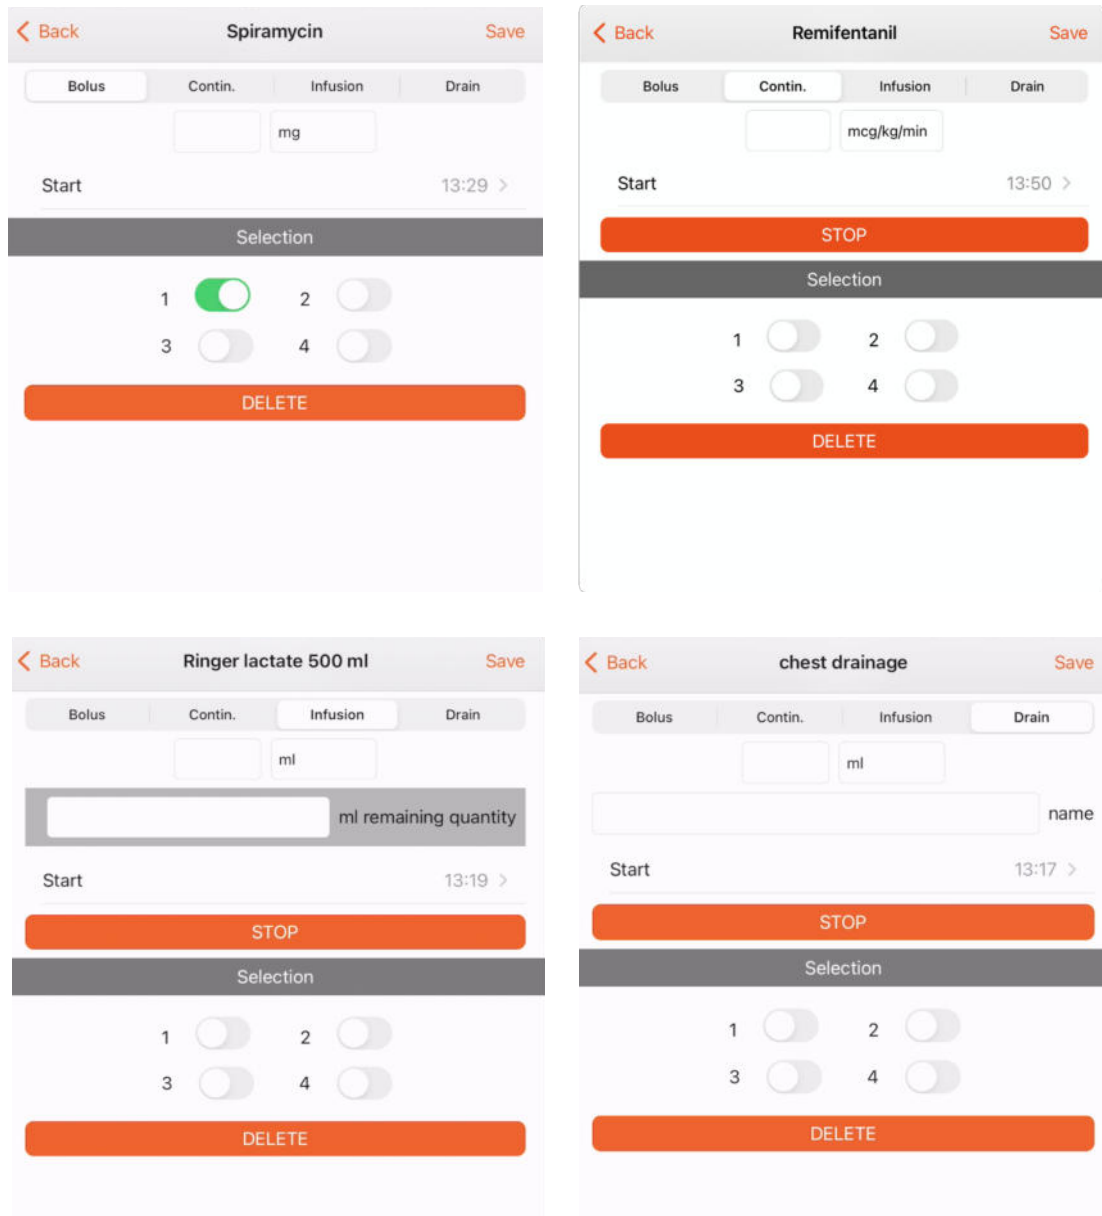 Back Spiramycin Save
Bolus Contin. Infusion Drain
mg
Start 13:29
Selection
1 2
3 4
DELETE
Back Remifentanil Save
Bolus Contin. Infusion Drain
mcg/kg/min
Start 13:50
STOP
Selection
1 2
3 4
DELETE
Back Ringer lactate 500 ml Save
Bolus Contin. Infusion Drain
ml
ml remaining quantity
Start 13:19
STOP
Selection
1 2
3 4
DELETE
Back chest drainage Save
Bolus Contin. Infusion Drain
ml
name
Start 13:17
STOP
Selection
1 2
3 4
DELETE